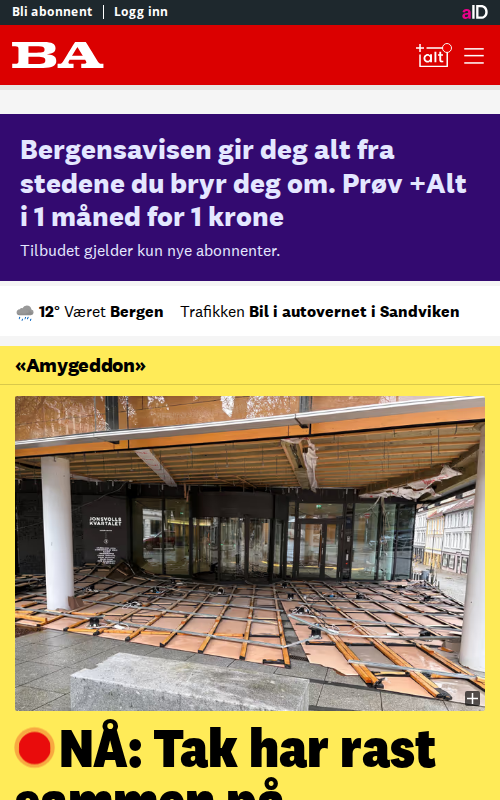 Bli abonnent | Logg inn
aID
BA
+alt
Bergensavisen gir deg alt fra
stedene du bryr deg om. Prøv +Alt
i 1 måned for 1 krone
Tilbudet gjelder kun nye abonnenter.
12° Været Bergen Trafikken Bil i autovernet i Sandviken
«Amygeddon»
JONSVOLLS
KVARTALET
NÅ: Tak har rast
sammen på